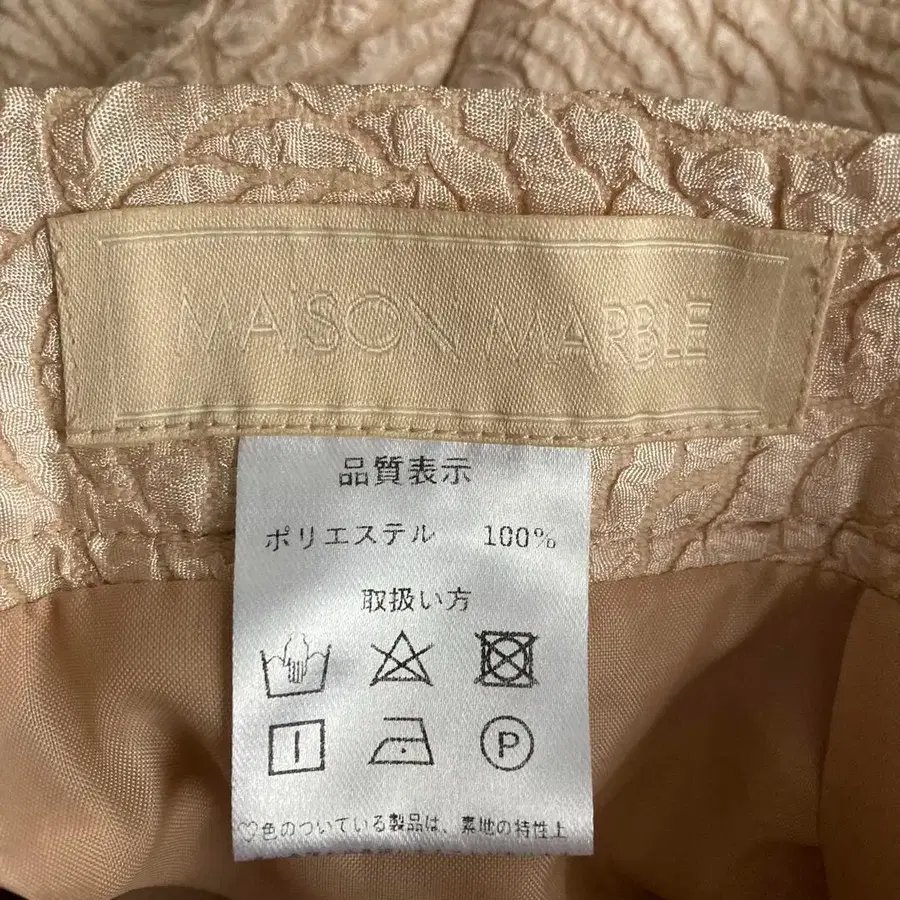 MAISON MARBLE
品質表示
ポリエステル 100%
取扱い方
P
♡色のついている製品は、素地の特性上